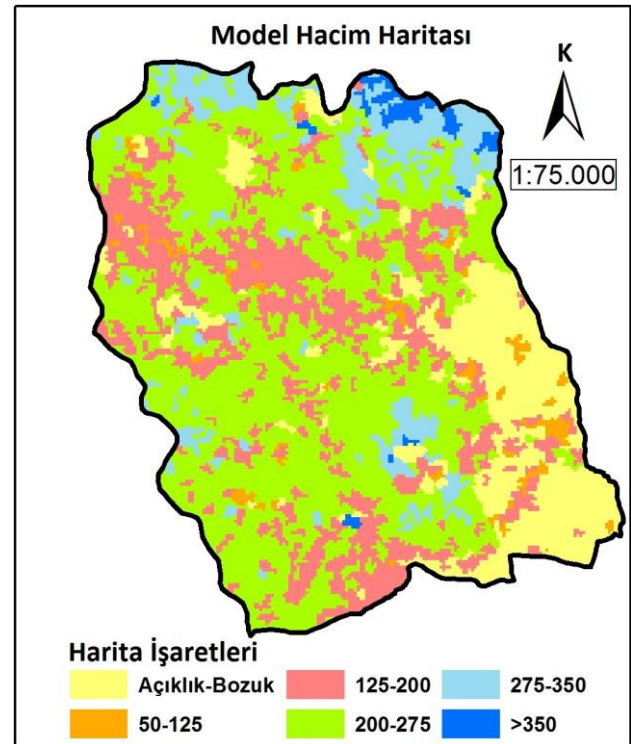 Model Hacim Haritası
K
1:75.000
Harita İşaretleri
Açıklık-Bozuk 125-200 275-350
50-125 200-275 >350